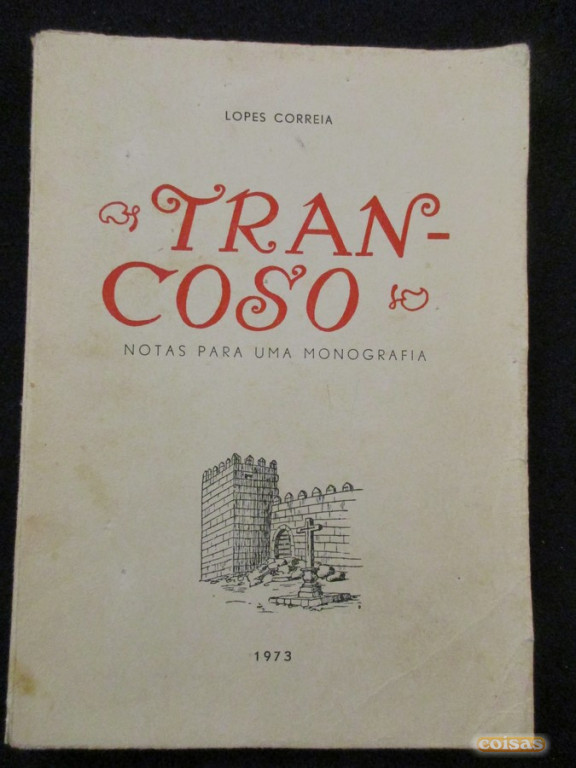 LOPES CORREIA
TRAN-
COSO
NOTAS PARA UMA MONOGRAFIA
1973
coisas